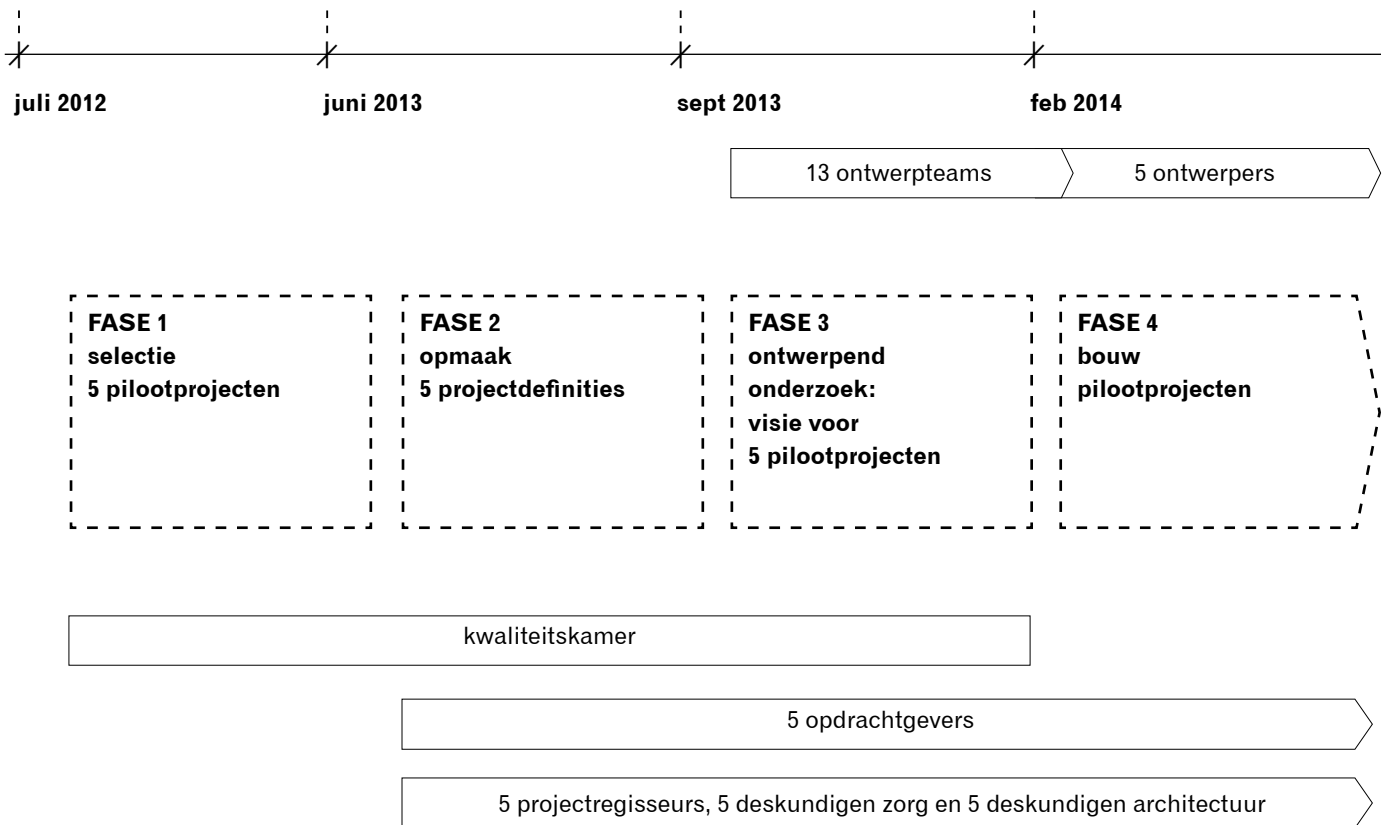 juli 2012
juni 2013
sept 2013
feb 2014
13 ontwerpteams
5 ontwerpers
FASE 1
selectie
5 pilootprojecten
FASE 2
opmaak
5 projectdefinities
FASE 3
ontwerpend
onderzoek:
visie voor
5 pilootprojecten
FASE 4
bouw
pilootprojecten
kwaliteitskamer
5 opdrachtgevers
5 projectregisseurs, 5 deskundigen zorg en 5 deskundigen architectuur